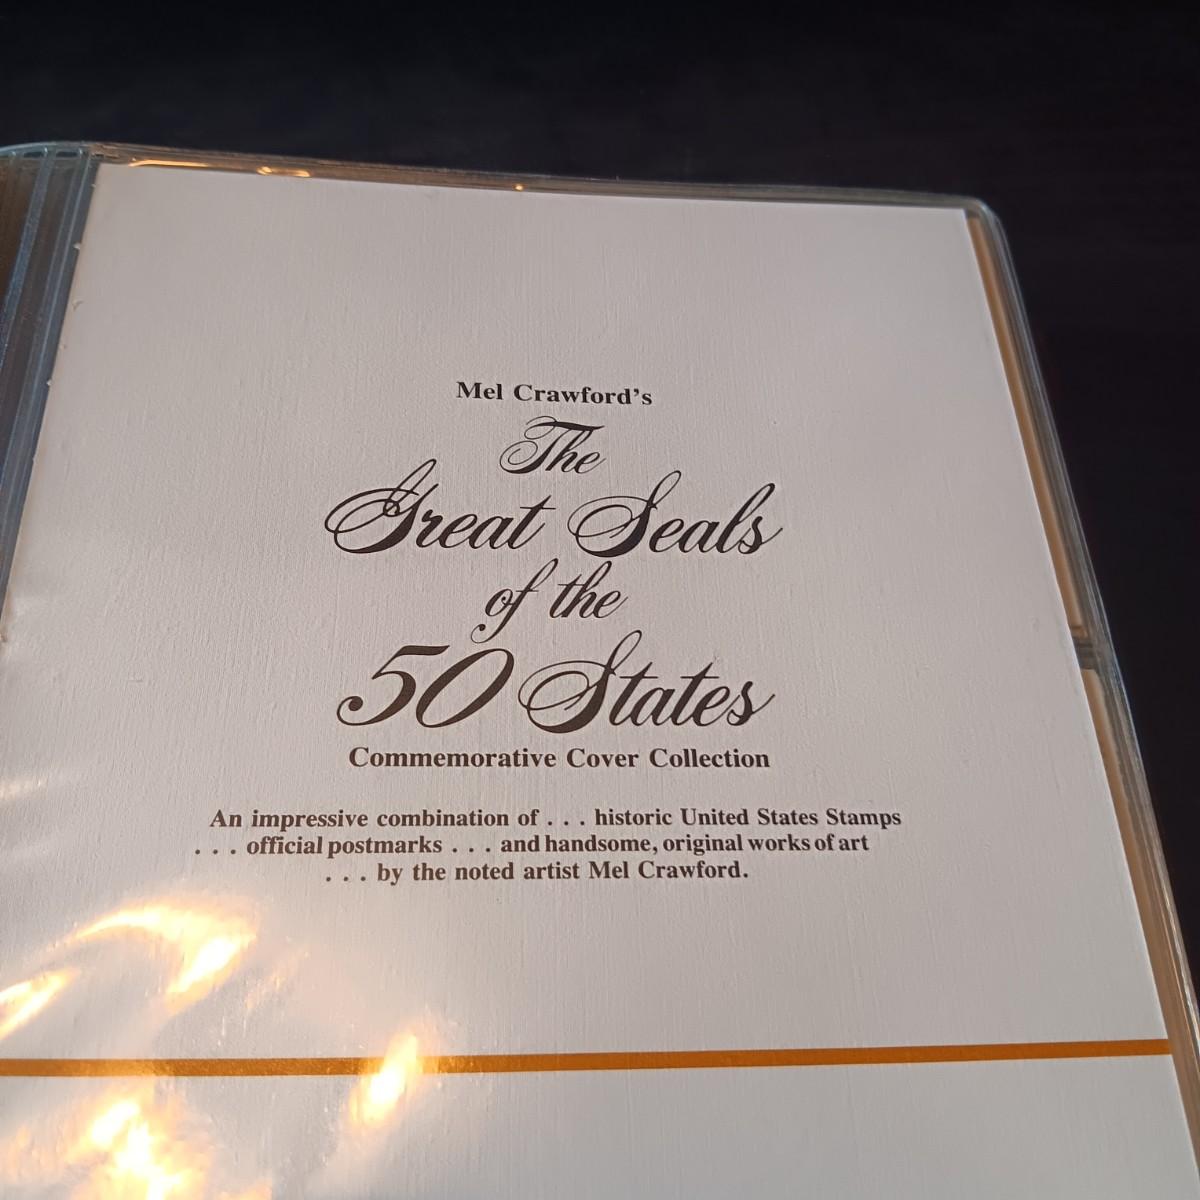 Mel Crawford's
The
Great Seals
of the
50 States
Commemorative Cover Collection
An impressive combination of . . . historic United States Stamps
. . . official postmarks . . . and handsome, original works of art
. . . by the noted artist Mel Crawford.